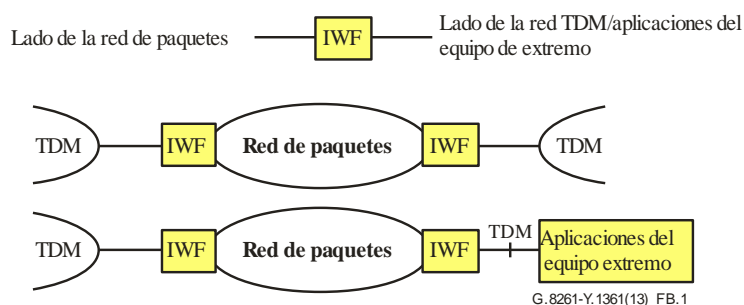 Lado de la red de paquetes
IWF
Lado de la red TDM/aplicaciones del
equipo de extremo
TDM
IWF
Red de paquetes
IWF
TDM
TDM
IWF
Red de paquetes
IWF
TDM
Aplicaciones del
equipo extremo
G.8261-Y.1361(13)_FB.1